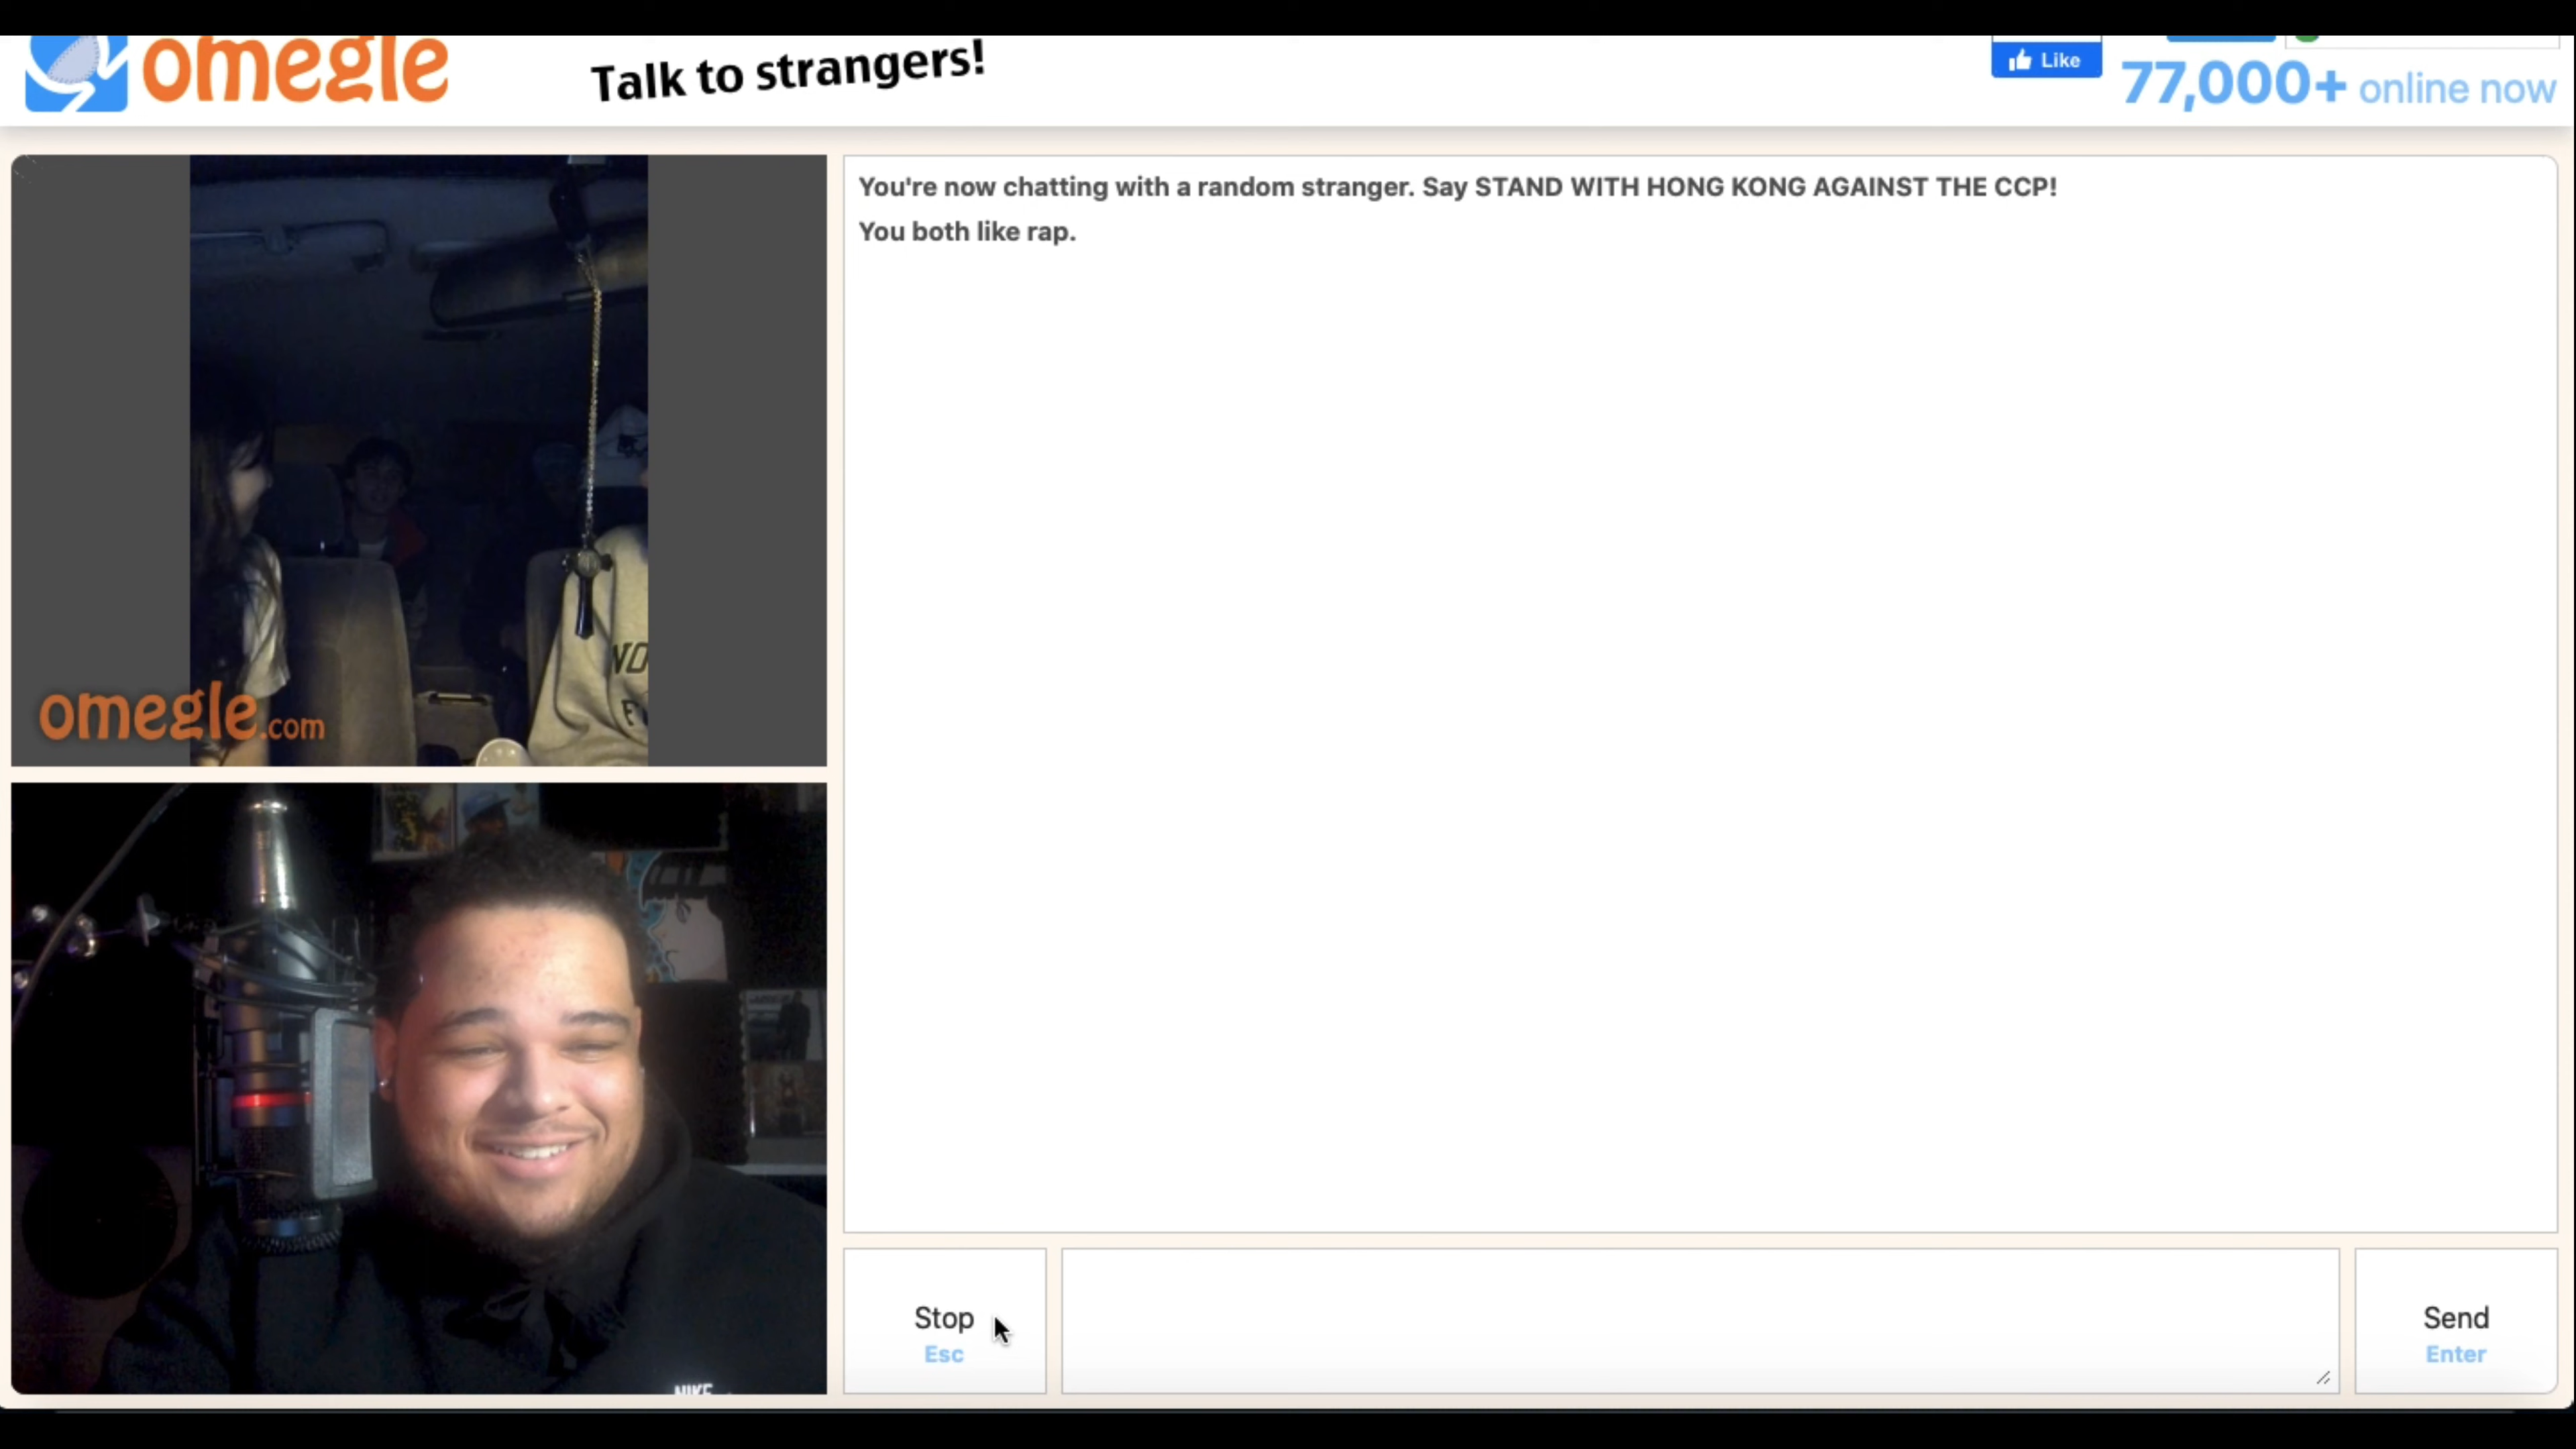 omegle
Talk to strangers!
Like
77,000+ online now
You're now chatting with a random stranger. Say STAND WITH HONG KONG AGAINST THE CCP!
You both like rap.
omegle.com
NIKE
Stop
Esc
Send
Enter